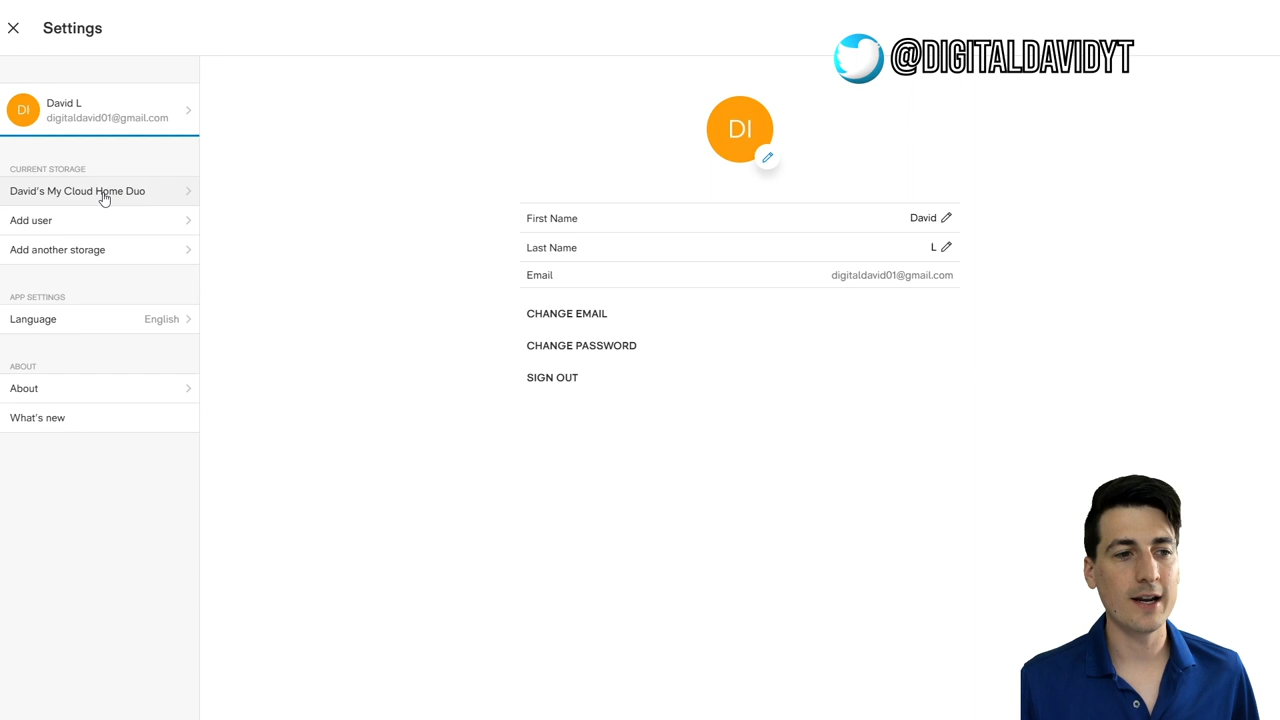 Settings
@DIGITALDAVIDYT
DI
David L
digitaldavid01@gmail.com
CURRENT STORAGE
David's My Cloud Home Duo
Add user
Add another storage
APP SETTINGS
Language English
ABOUT
About
What's new
DI
First Name David
Last Name L
Email digitaldavid01@gmail.com
CHANGE EMAIL
CHANGE PASSWORD
SIGN OUT